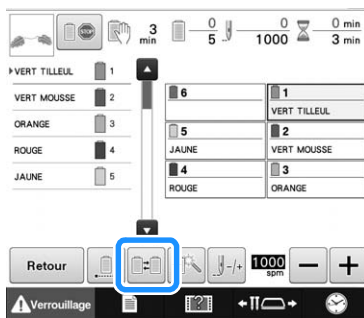 3 min
0 5
0 1000
0 min
3 min
VERT TILLEUL 1
VERT MOUSSE 2
ORANGE 3
ROUGE 4
JAUNE 5
6
1
VERT TILLEUL
5
JAUNE
2
VERT MOUSSE
4
ROUGE
3
ORANGE
Retour
-/+
1000 spm
− +
Verrouillage
?